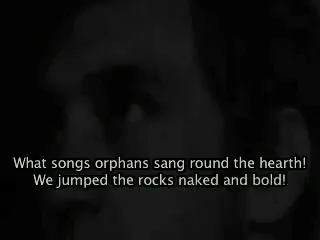 What songs orphans sang round the hearth!
We jumped the rocks naked and bold!